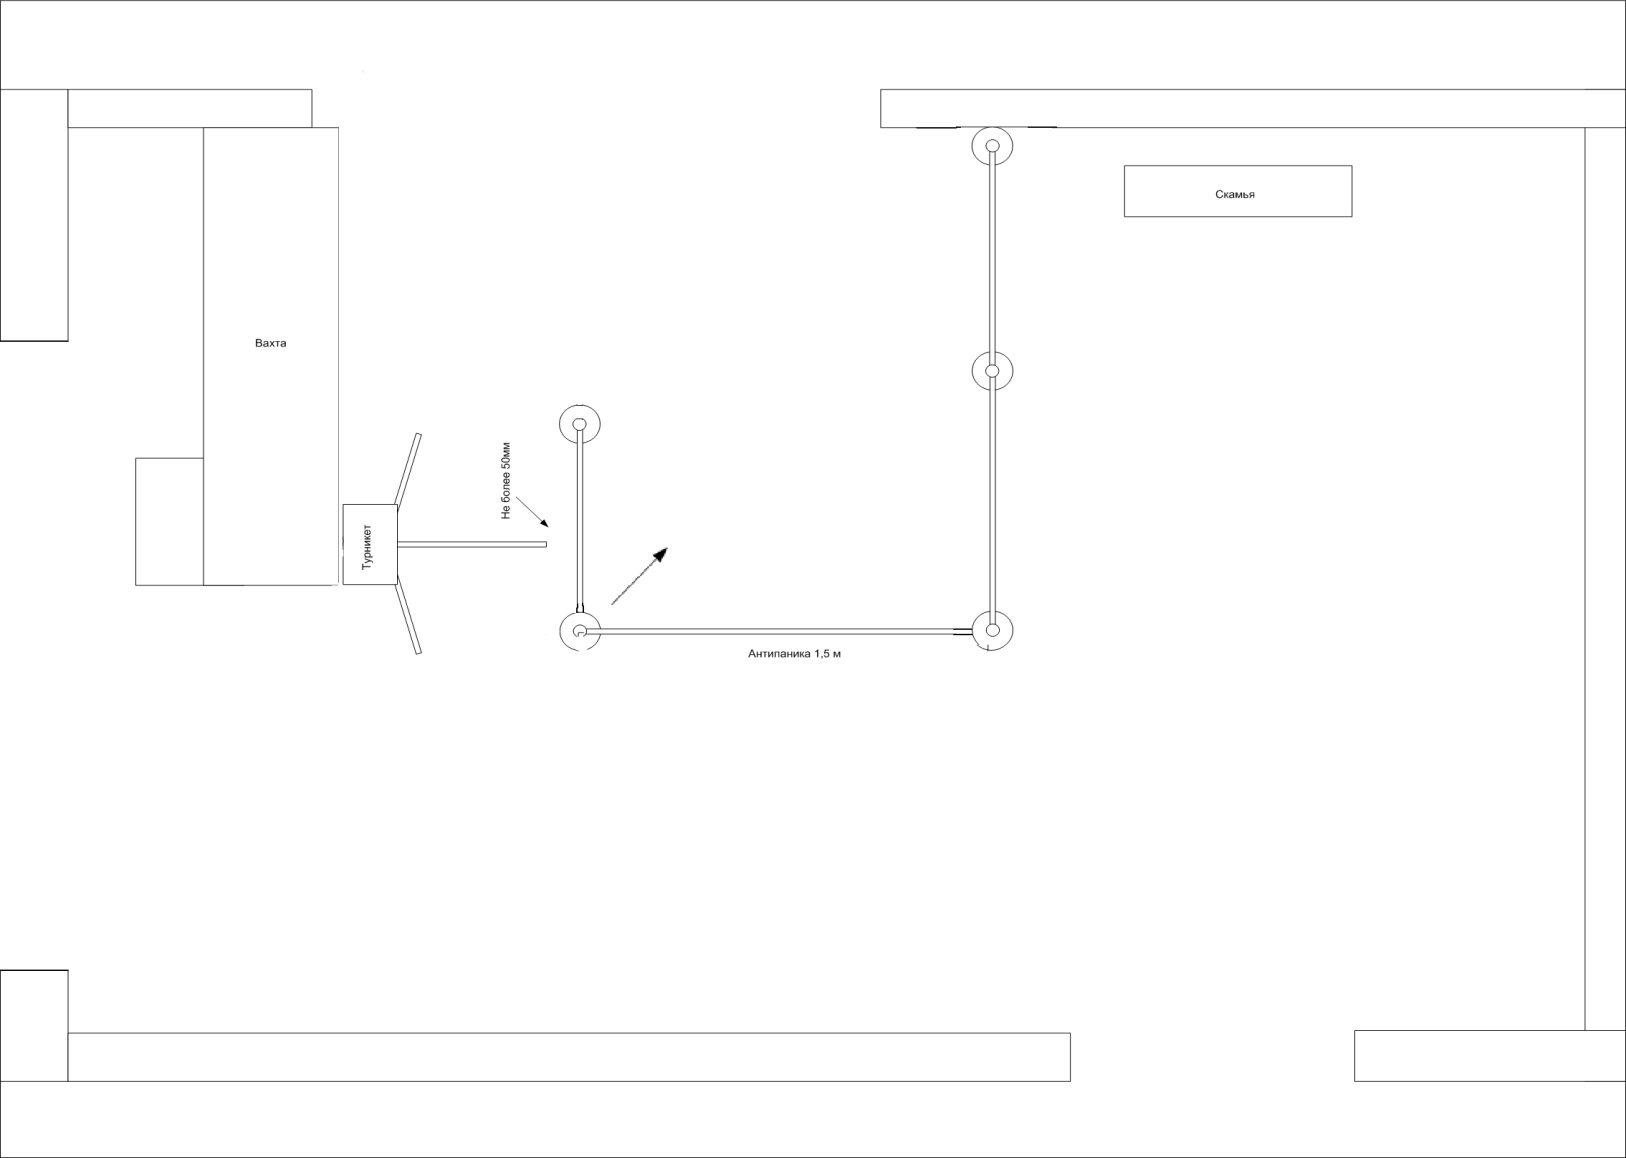 Скамья
Вахта
Не более 50мм
Турникет
Антипаника 1,5 м